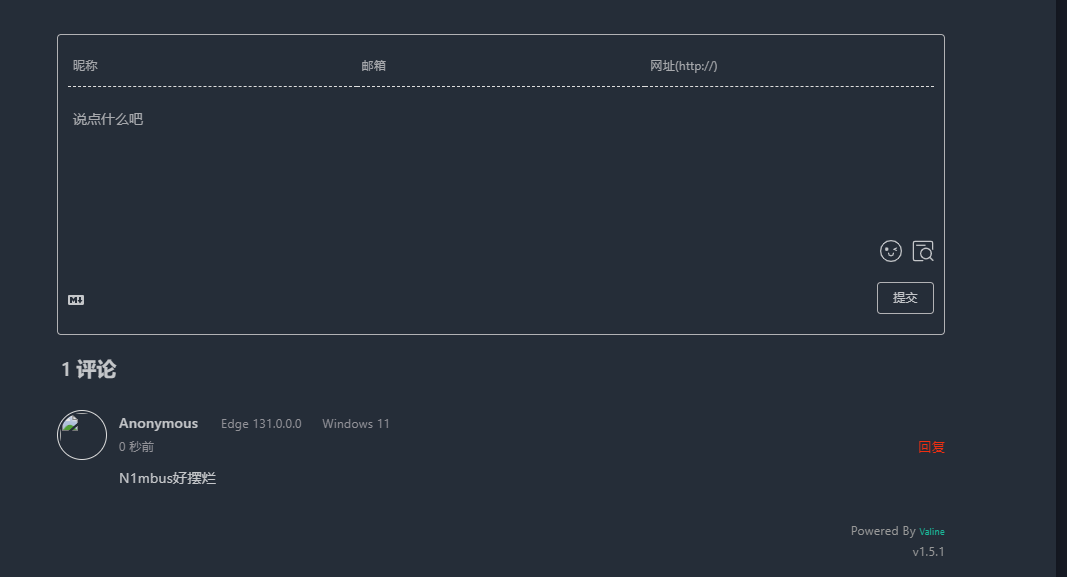 昵称 邮箱 网址(http://)
说点什么吧
M↓
提交
1 评论
Anonymous Edge 131.0.0.0 Windows 11
0 秒前 回复
N1mbus好摆烂
Powered By Valine
v1.5.1